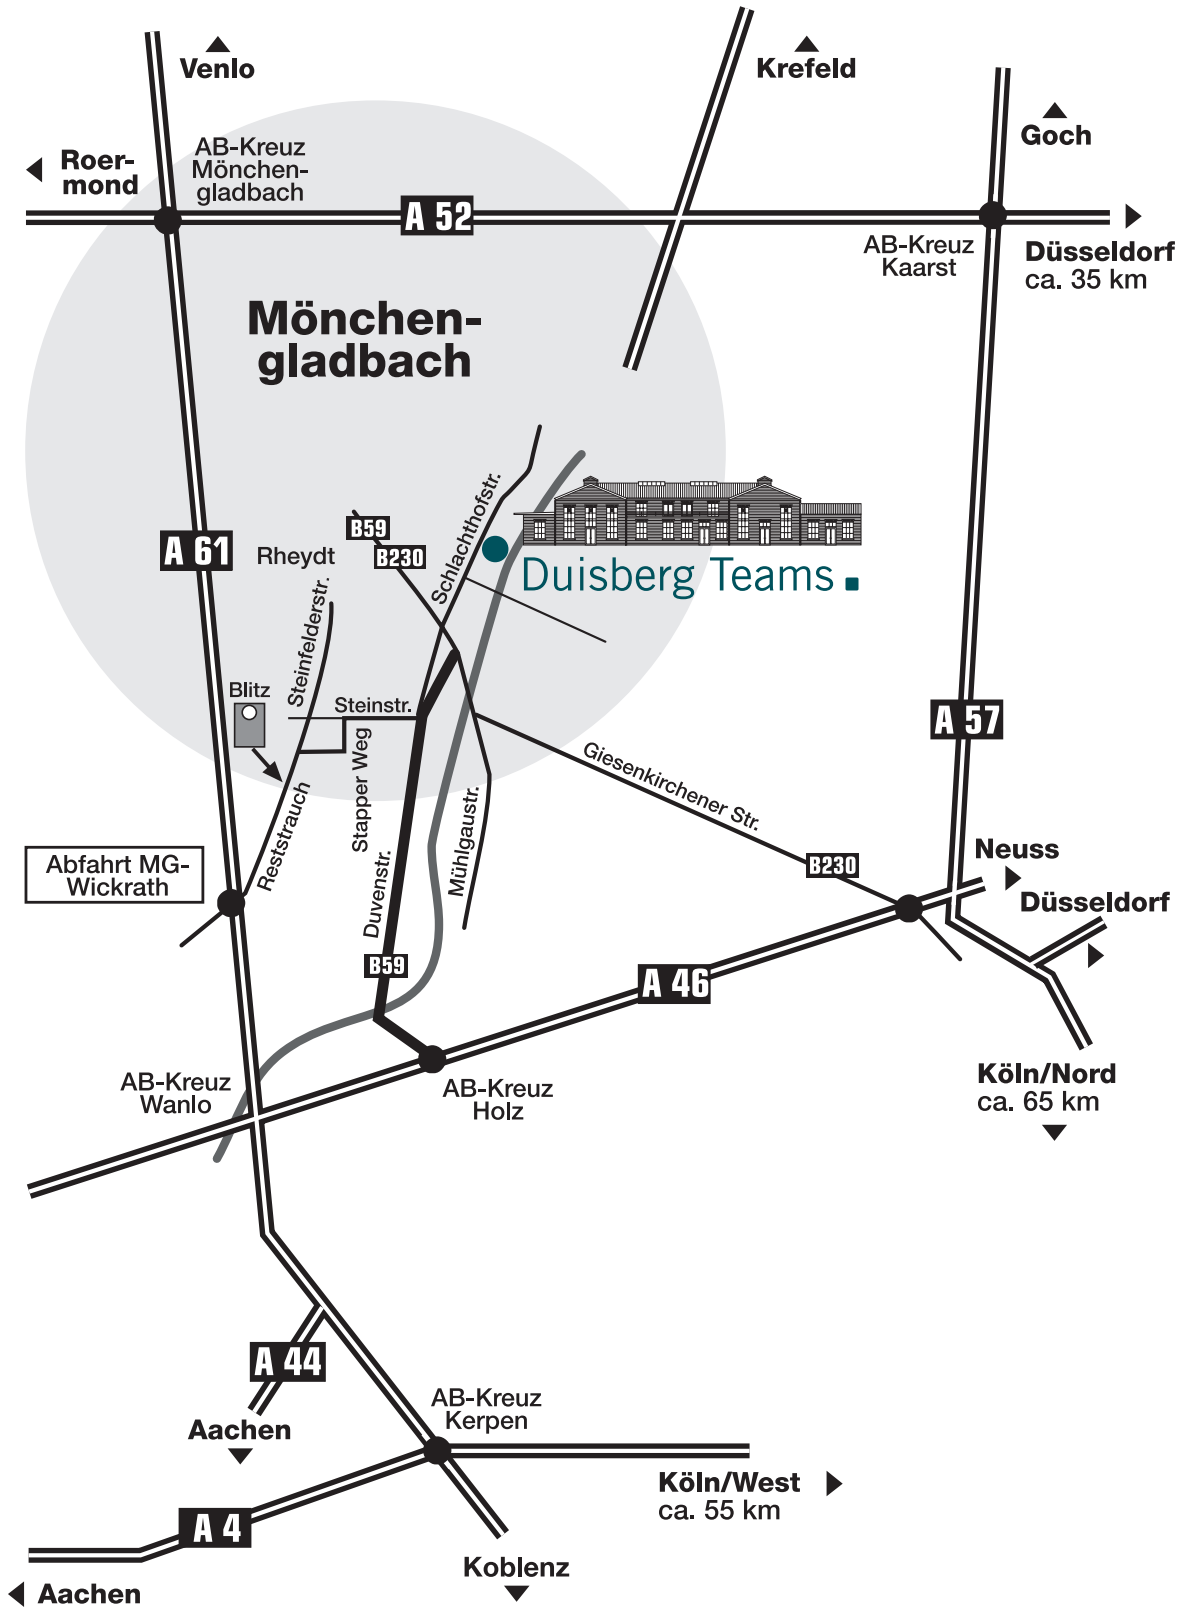 Venlo
Krefeld
Goch
Roer-
mond
AB-Kreuz
Mönchen-
gladbach
A 52
AB-Kreuz
Kaarst
Düsseldorf
ca. 35 km
Mönchen-
gladbach
Schlachthofstr.
B59
B230
A 61
Rheydt
Duisberg Teams.
Steinfelderstr.
Blitz
Steinstr.
A 57
Stapper Weg
Giesenkirchener Str.
Reststrauch
Mühlgaustr.
Duvenstr.
Abfahrt MG-
Wickrath
B230
Neuss
Düsseldorf
B59
A 46
AB-Kreuz
Wanlo
AB-Kreuz
Holz
Köln/Nord
ca. 65 km
A 44
Aachen
AB-Kreuz
Kerpen
Köln/West
ca. 55 km
A 4
Koblenz
Aachen